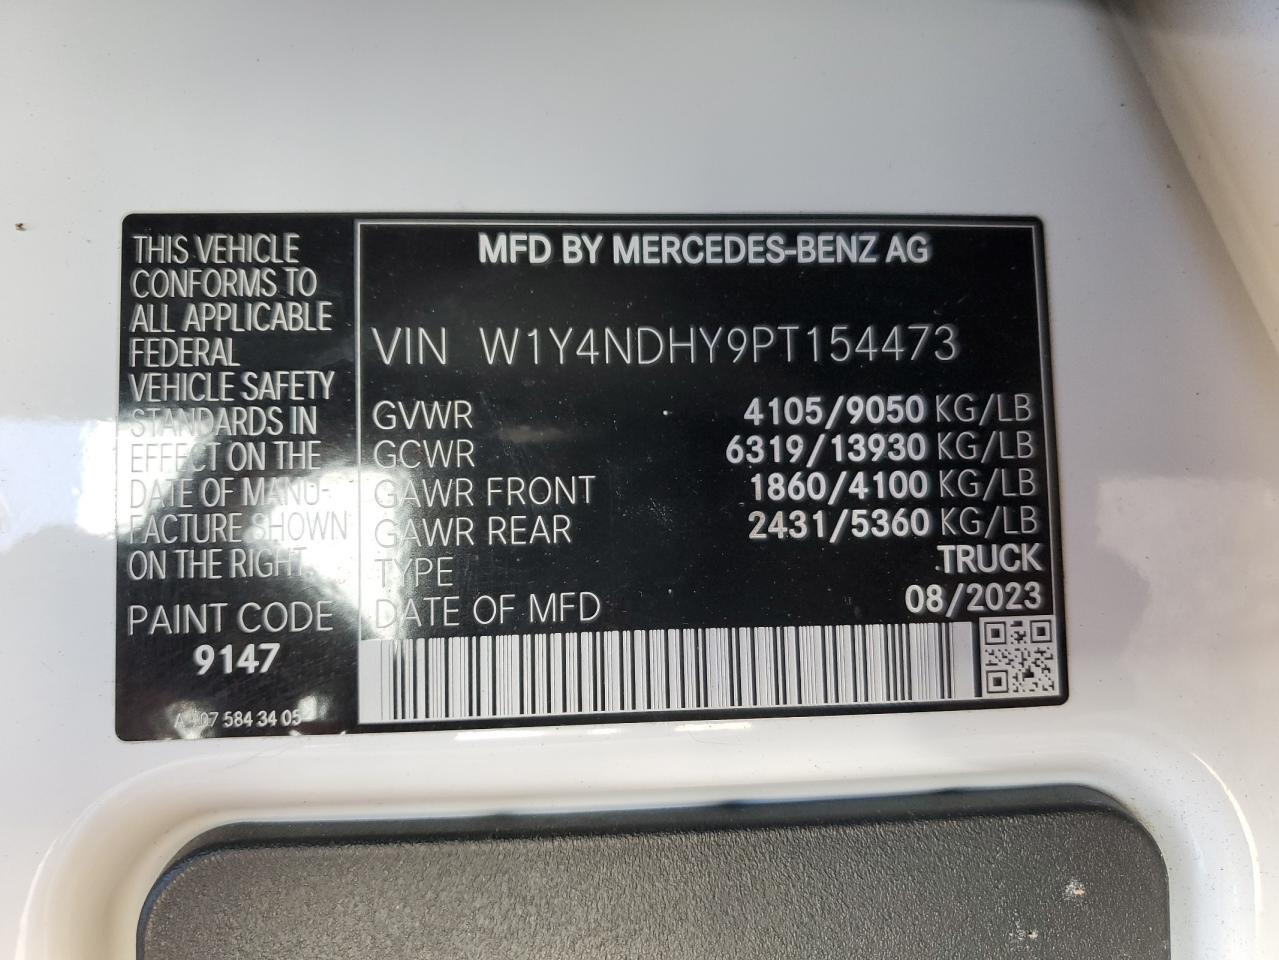 THIS VEHICLE
CONFORMS TO
ALL APPLICABLE
FEDERAL
VEHICLE SAFETY
STANDARDS IN
EFFECT ON THE
DATE OF MANU-
FACTURE SHOWN
ON THE RIGHT.
PAINT CODE
9147
584 34 05
MFD BY MERCEDES-BENZ AG
VIN W1Y4NDHY9PT154473
GVWR 4105/9050 KG/LB
GCWR 6319/13930 KG/LB
GAWR FRONT 1860/4100 KG/LB
GAWR REAR 2431/5360 KG/LB
TYPE TRUCK
DATE OF MFD 08/2023